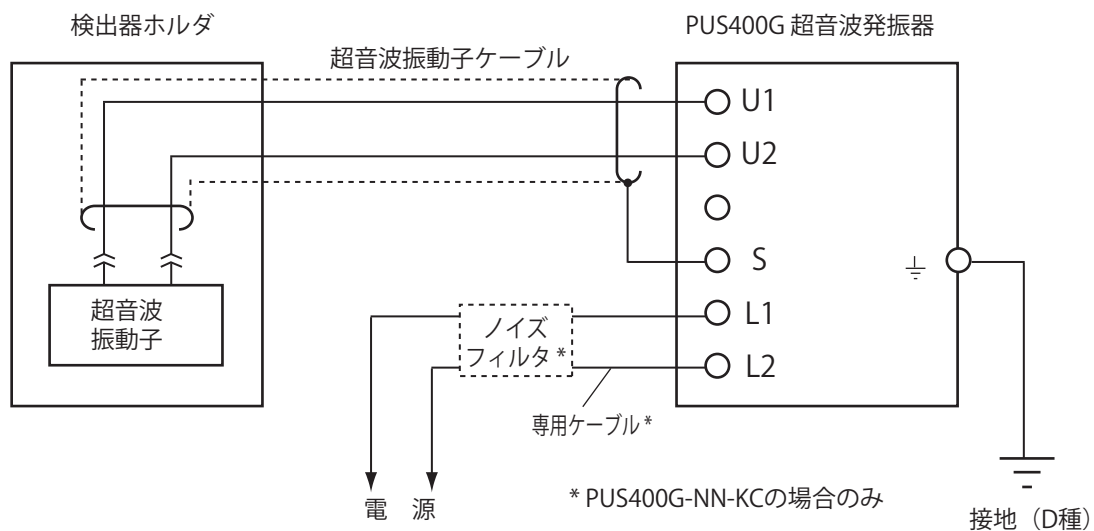 検出器ホルダ
PUS400G 超音波発振器
超音波振動子ケーブル
U1
U2
S
L1
L2
超音波
振動子
ノイズ
フィルタ *
専用ケーブル *
電 源
* PUS400G-NN-KCの場合のみ
接地（D種）